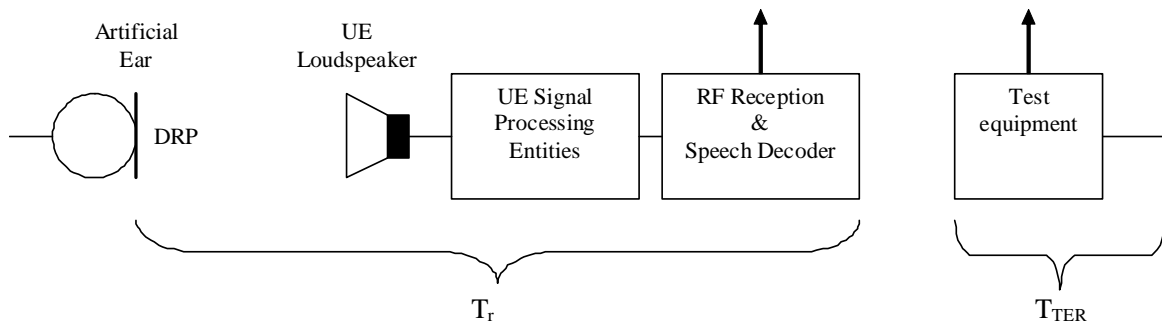 Artificial
Ear
UE
Loudspeaker
DRP
UE Signal
Processing
Entities
RF Reception
&
Speech Decoder
Test
equipment
Tr
TTER